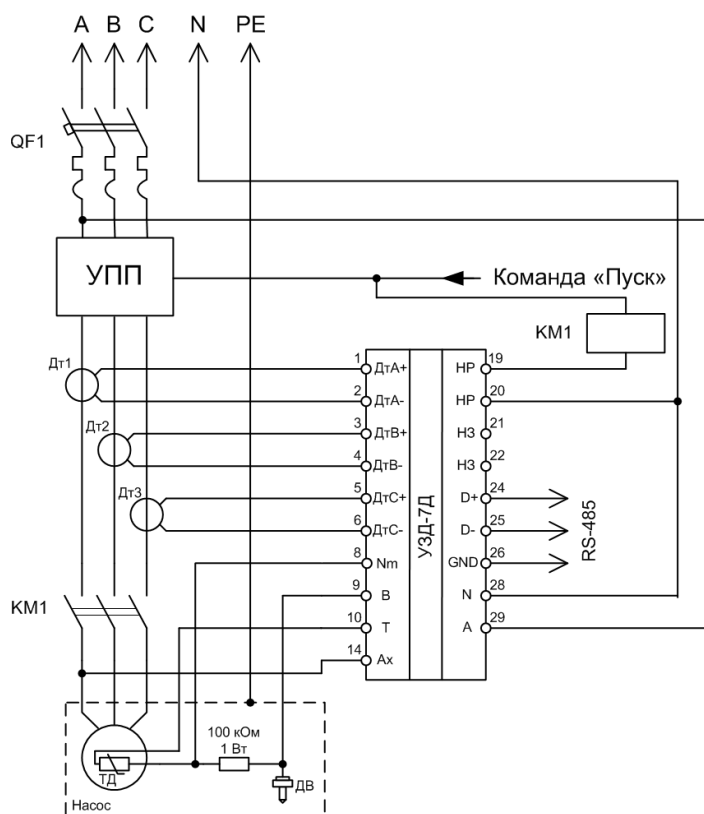 A B C N PE
QF1
УПП
Команда «Пуск»
KM1
Дт1
Дт2
Дт3
1 ДтА+
2 ДтА-
3 ДтВ+
4 ДтВ-
5 ДтС+
6 ДтС-
8 Nm
9 В
10 Т
14 Ах
УЗД-7Д
НР 19
НР 20
НЗ 21
НЗ 22
D+ 24
D- 25
GND 26
N 28
A 29
RS-485
KM1
100 кОм
1 Вт
ТД
ДВ
Насос